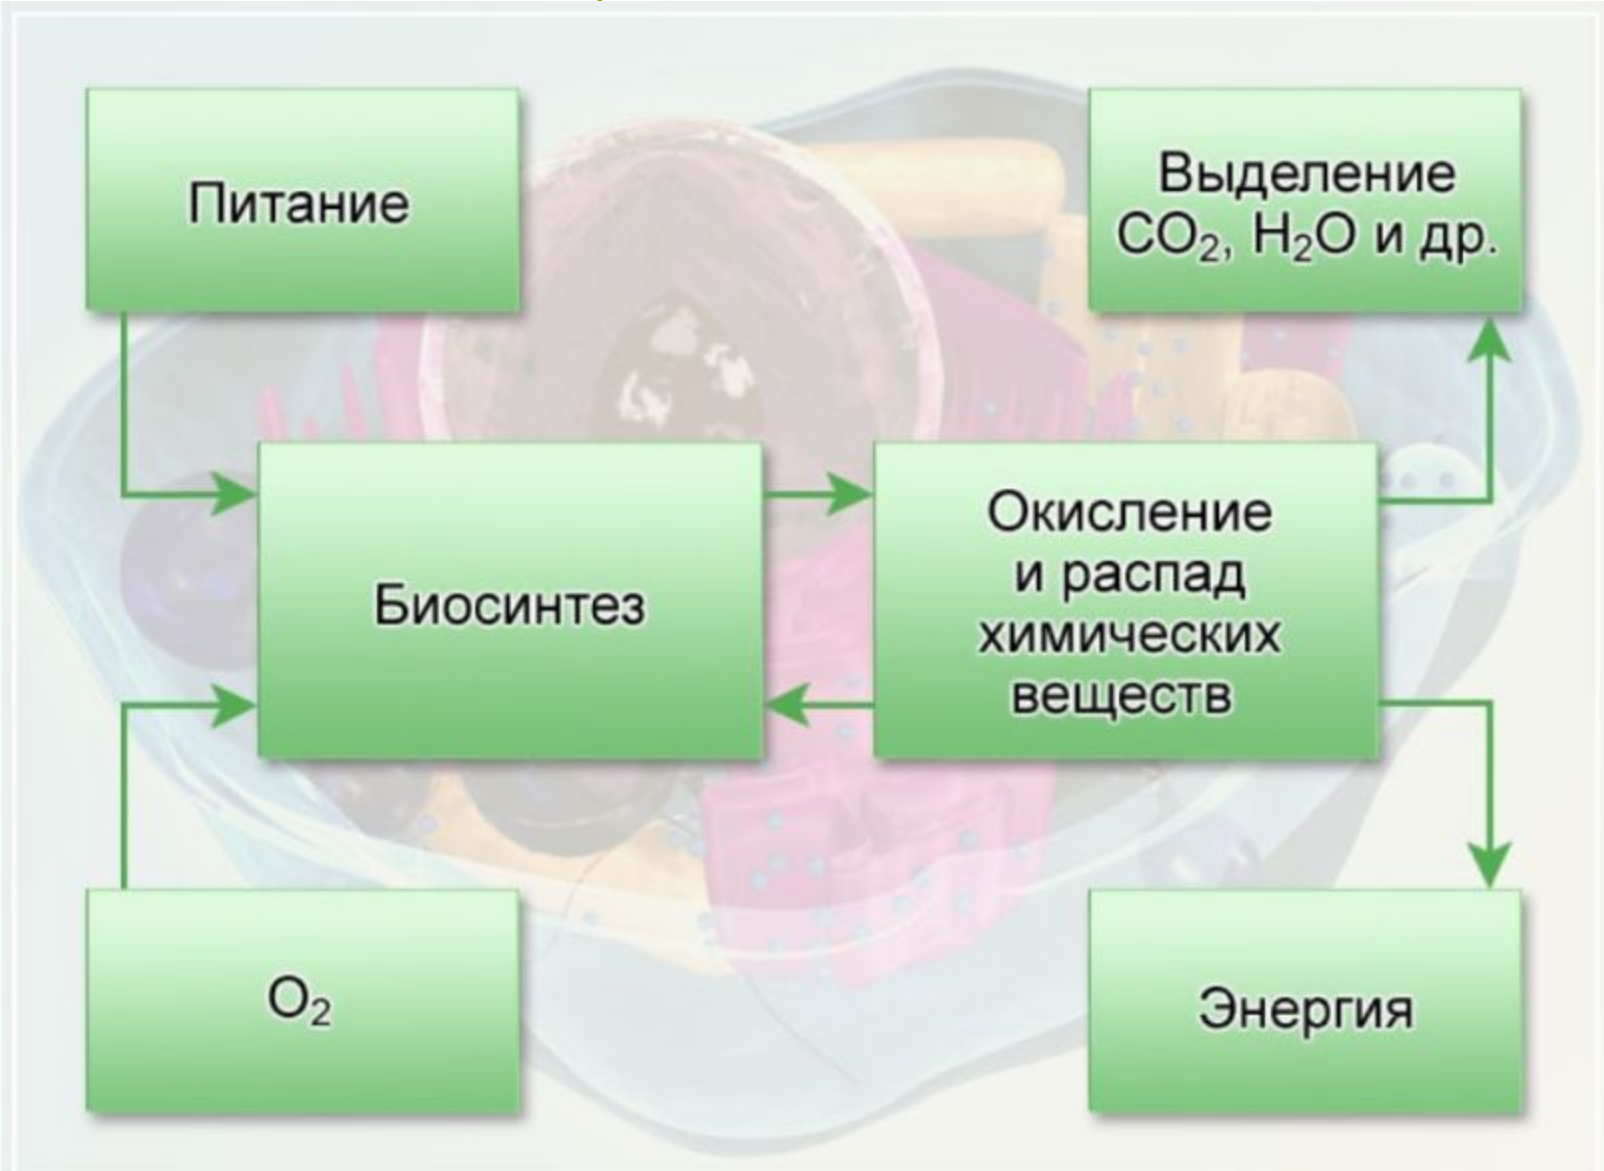 Питание
Выделение
CO₂, H₂O и др.
Биосинтез
Окисление
и распад
химических
веществ
O₂
Энергия